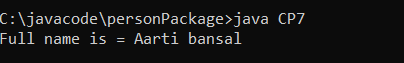 C:\javacode\personPackage>java CP7
Full name is = Aarti bansal